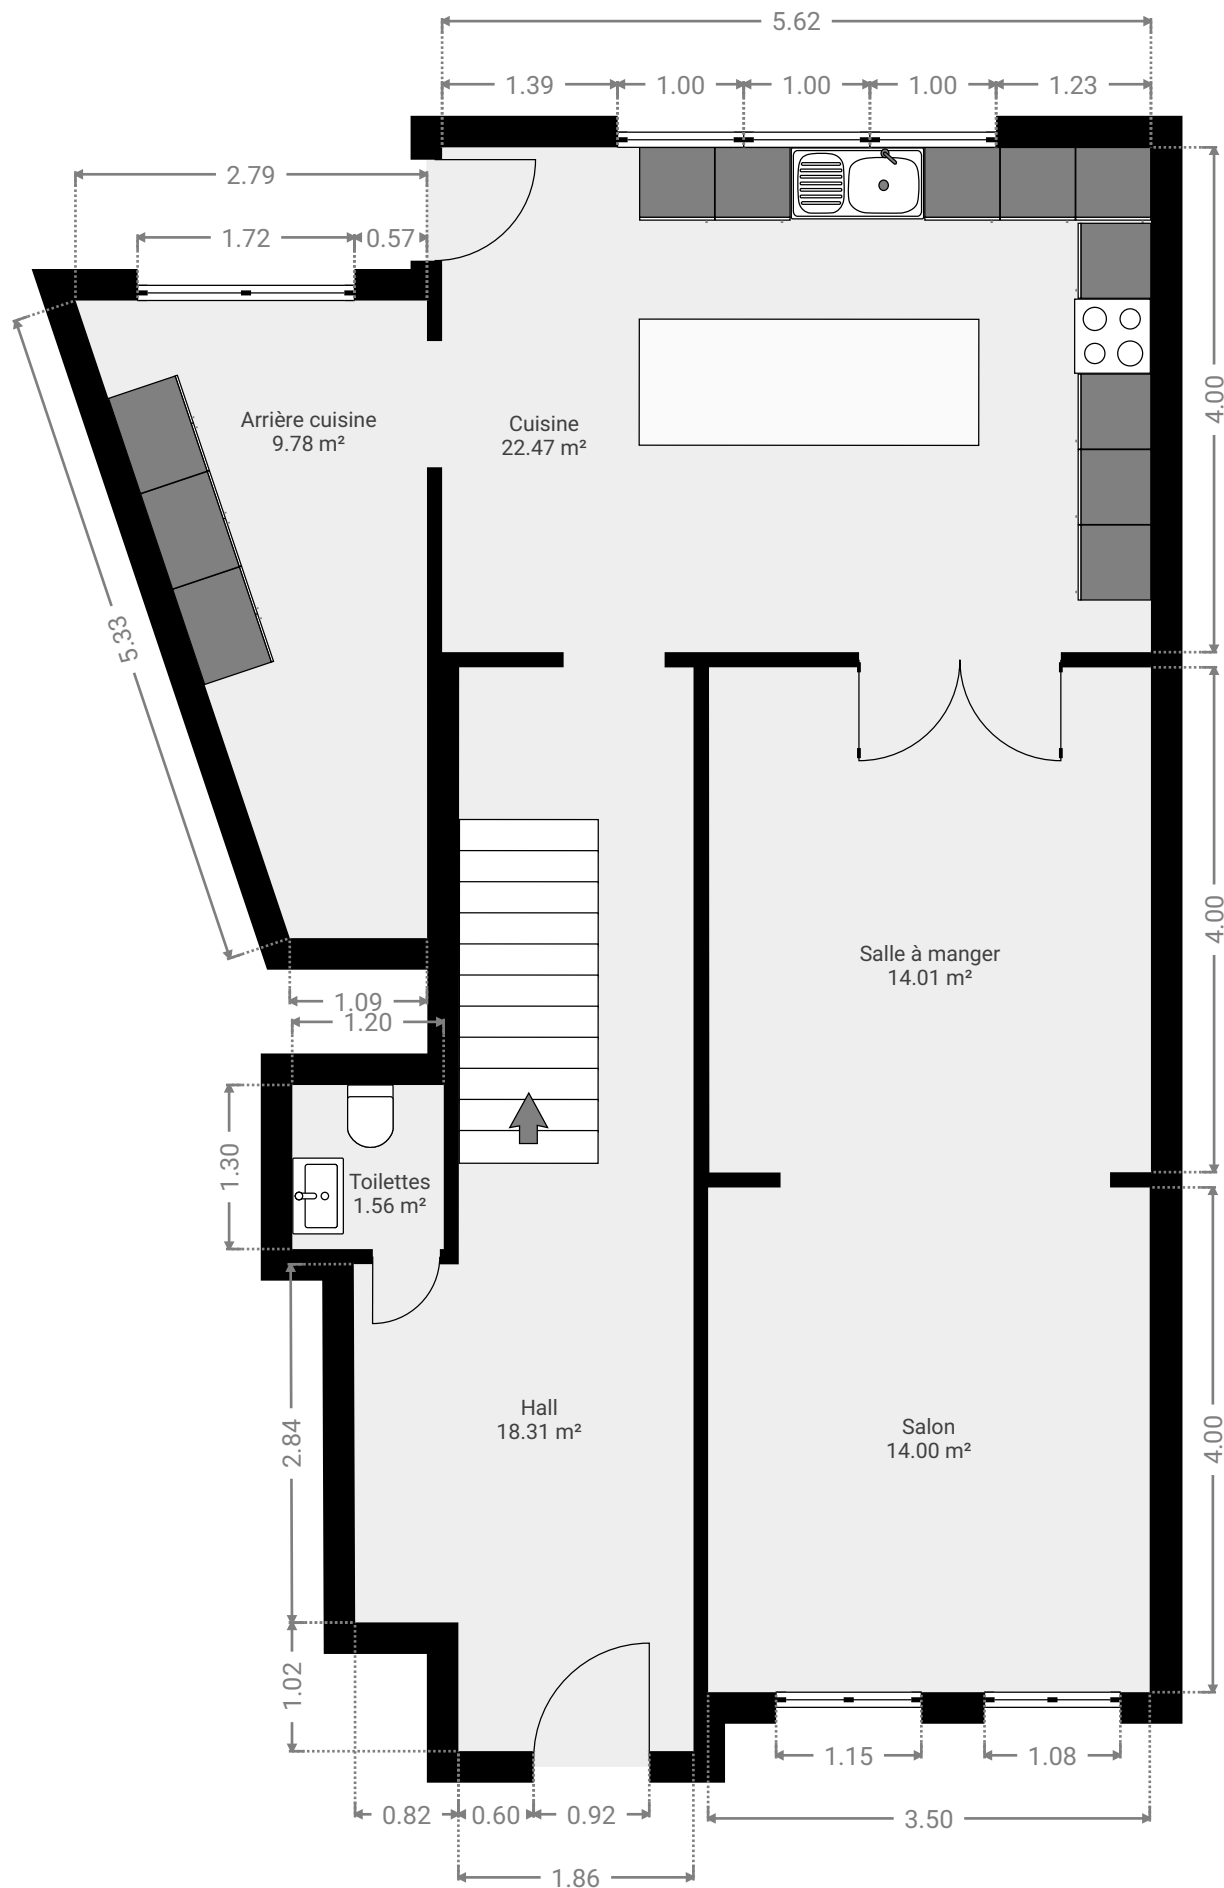 5.62
1.39
1.00
1.00
1.00
1.23
2.79
1.72
0.57
4.00
Arrière cuisine
9.78 m²
Cuisine
22.47 m²
5.33
4.00
Salle à manger
14.01 m²
1.09
1.20
1.30
Toilettes
1.56 m²
Hall
18.31 m²
Salon
14.00 m²
2.84
4.00
1.02
1.15
1.08
0.82
0.60
0.92
3.50
1.86